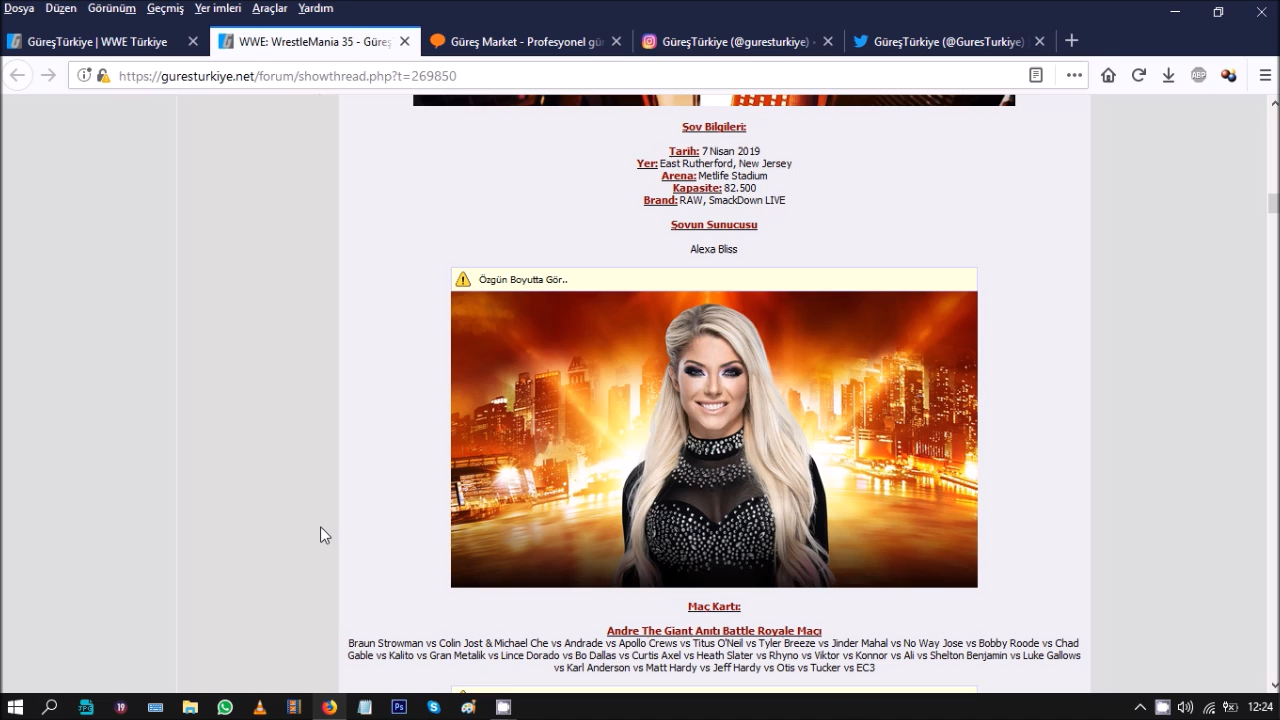 Dosya Düzen Görünüm Geçmiş Yer imleri Araçlar Yardım
GüreşTürkiye | WWE Türkiye
WWE: WrestleMania 35 - Güreş
Güreş Market - Profesyonel gü
GüreşTürkiye (@guresturkiye) •
GüreşTürkiye (@GuresTurkiye)
https://guresturkiye.net/forum/showthread.php?t=269850
ABP
Şov Bilgileri:
Tarih: 7 Nisan 2019
Yer: East Rutherford, New Jersey
Arena: Metlife Stadium
Kapasite: 82.500
Brand: RAW, SmackDown LIVE
Şovun Sunucusu
Alexa Bliss
Özgün Boyutta Gör..
Maç Kartı:
Andre The Giant Anıtı Battle Royale Maçı
Braun Strowman vs Colin Jost & Michael Che vs Andrade vs Apollo Crews vs Titus O'Neil vs Tyler Breeze vs Jinder Mahal vs No Way Jose vs Bobby Roode vs Chad
Gable vs Kalito vs Gran Metalik vs Lince Dorado vs Bo Dallas vs Curtis Axel vs Heath Slater vs Rhyno vs Viktor vs Konnor vs Ali vs Shelton Benjamin vs Luke Gallows
vs Karl Anderson vs Matt Hardy vs Jeff Hardy vs Otis vs Tucker vs EC3
JPG
19
Ps
12:24